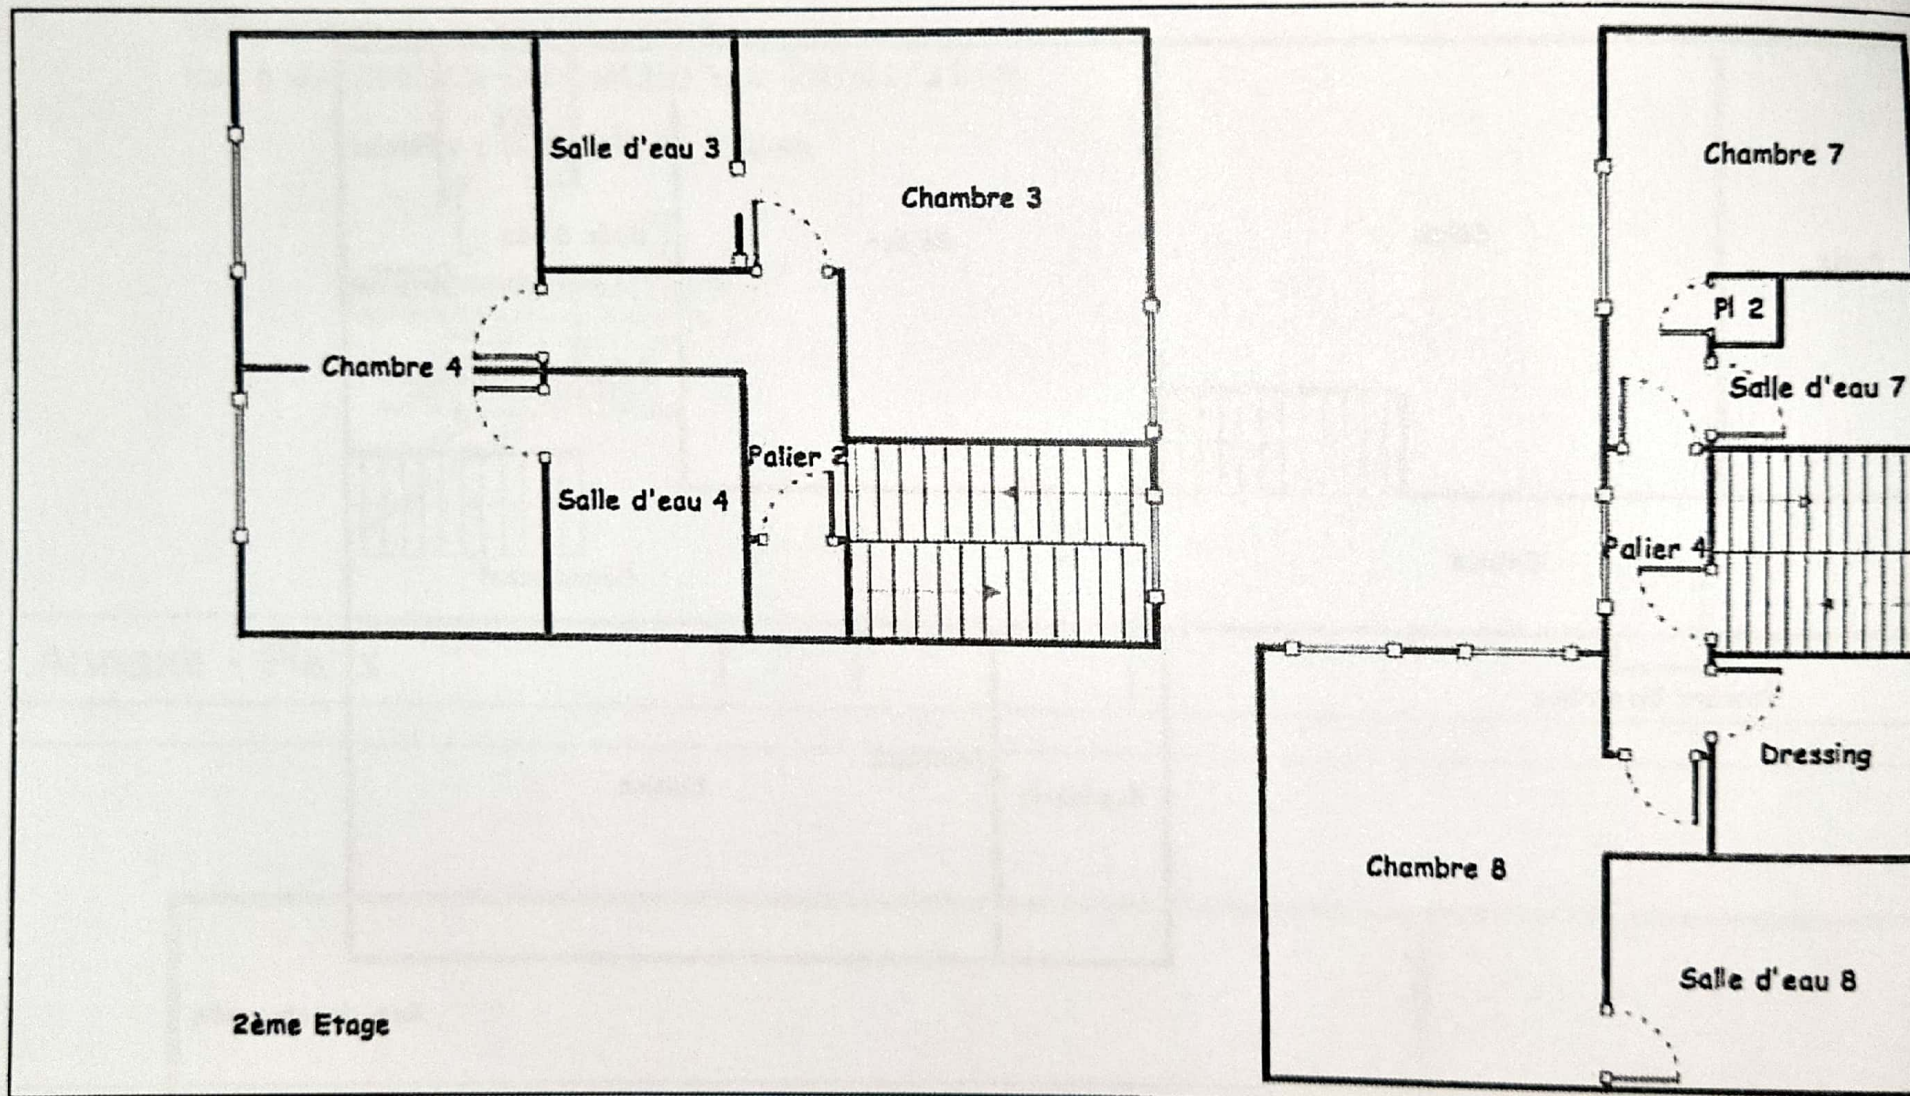 Salle d'eau 3
Chambre 3
Chambre 4
Palier 2
Salle d'eau 4
Chambre 7
Pl 2
Salle d'eau 7
Palier 4
Dressing
Chambre 8
Salle d'eau 8
2ème Etage